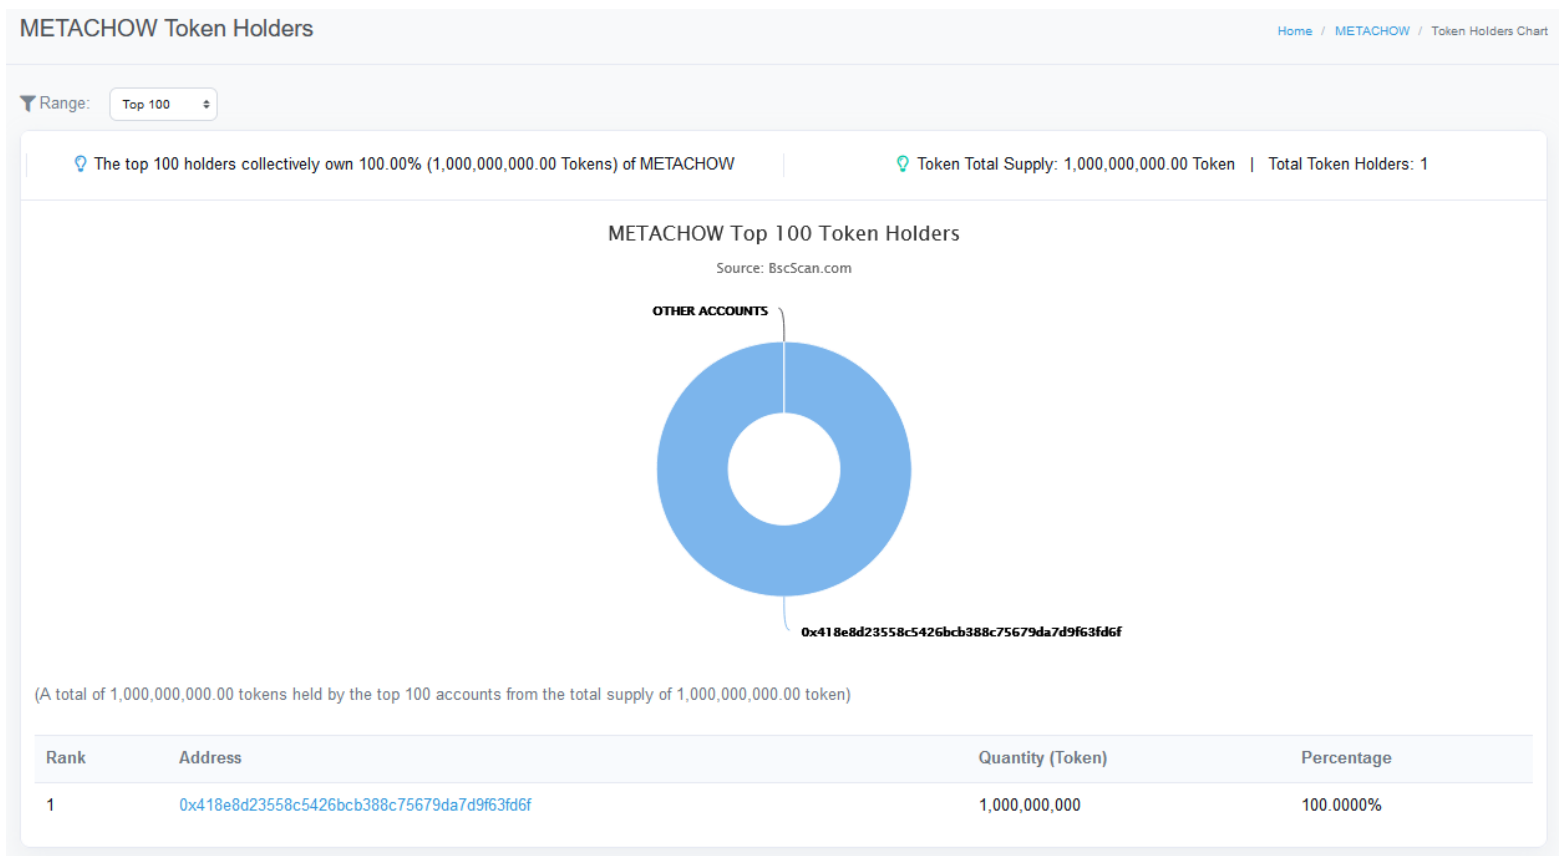 METACHOW Token Holders
Home / METACHOW / Token Holders Chart
Range: Top 100
The top 100 holders collectively own 100.00% (1,000,000,000.00 Tokens) of METACHOW
Token Total Supply: 1,000,000,000.00 Token | Total Token Holders: 1
METACHOW Top 100 Token Holders
Source: BscScan.com
OTHER ACCOUNTS
0x418e8d23558c5426bcb388c75679da7d9f63fd6f
(A total of 1,000,000,000.00 tokens held by the top 100 accounts from the total supply of 1,000,000,000.00 token)
Rank Address Quantity (Token) Percentage
1 0x418e8d23558c5426bcb388c75679da7d9f63fd6f 1,000,000,000 100.0000%